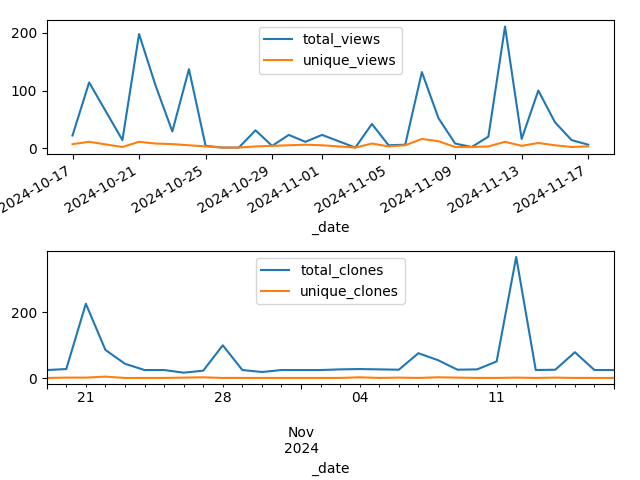 200
100
0
total_views
unique_views
2024-10-17
2024-10-21
2024-10-25
2024-10-29
2024-11-01
2024-11-05
2024-11-09
2024-11-13
2024-11-17
_date
200
0
total_clones
unique_clones
21
28
04
11
Nov
2024
_date